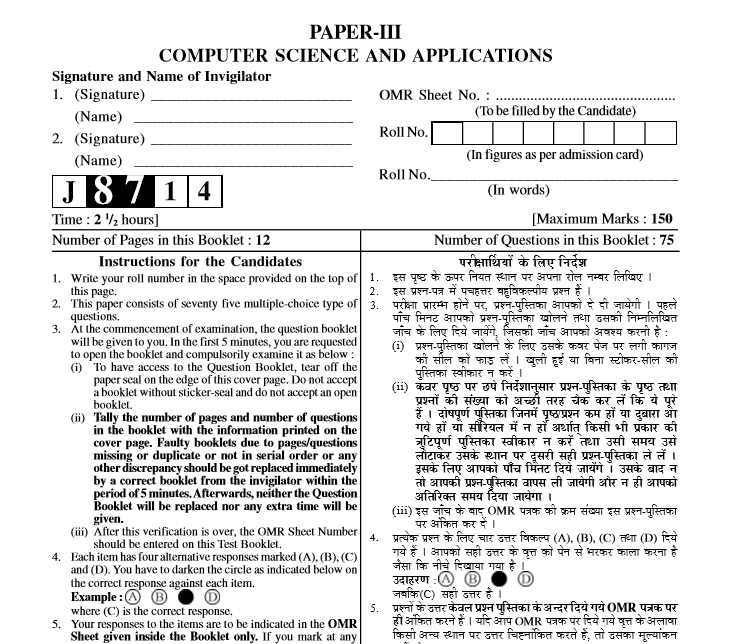 PAPER-III
COMPUTER SCIENCE AND APPLICATIONS
Signature and Name of Invigilator
1. (Signature) __________________________
(Name) ____________________________
2. (Signature) __________________________
(Name) ____________________________
OMR Sheet No. : ...............................................
(To be filled by the Candidate)
Roll No.
(In figures as per admission card)
Roll No.________________________________
(In words)
J 8 7 1 4
Time : 2 1/2 hours]
[Maximum Marks : 150
Number of Pages in this Booklet : 12
Number of Questions in this Booklet : 75
Instructions for the Candidates
1. Write your roll number in the space provided on the top of
this page.
2. This paper consists of seventy five multiple-choice type of
questions.
3. At the commencement of examination, the question booklet
will be given to you. In the first 5 minutes, you are requested
to open the booklet and compulsorily examine it as below :
(i) To have access to the Question Booklet, tear off the
paper seal on the edge of this cover page. Do not accept
a booklet without sticker-seal and do not accept an open
booklet.
(ii) Tally the number of pages and number of questions
in the booklet with the information printed on the
cover page. Faulty booklets due to pages/questions
missing or duplicate or not in serial order or any
other discrepancy should be got replaced immediately
by a correct booklet from the invigilator within the
period of 5 minutes. Afterwards, neither the Question
Booklet will be replaced nor any extra time will be
given.
(iii) After this verification is over, the OMR Sheet Number
should be entered on this Test Booklet.
4. Each item has four alternative responses marked (A), (B), (C)
and (D). You have to darken the circle as indicated below on
the correct response against each item.
Example : A B D
where (C) is the correct response.
5. Your responses to the items are to be indicated in the OMR
Sheet given inside the Booklet only. If you mark at any
परीक्षार्थियों के लिए निर्देश
1. इस पृष्ठ के ऊपर नियत स्थान पर अपना रोल नम्बर लिखिए ।
2. इस प्रश्न-पत्र में पचहत्तर बहुविकल्पीय प्रश्न हैं ।
3. परीक्षा प्रारम्भ होने पर, प्रश्न-पुस्तिका आपको दे दी जायेगी । पहले
पाँच मिनट आपको प्रश्न-पुस्तिका खोलने तथा उसकी निम्नलिखित
जाँच के लिए दिये जायेंगे, जिसकी जाँच आपको अवश्य करनी है :
(i) प्रश्न-पुस्तिका खोलने के लिए उसके कवर पेज पर लगी कागज
की सील को फाड़ लें । खुली हुई या बिना स्टीकर-सील की
पुस्तिका स्वीकार न करें ।
(ii) कवर पृष्ठ पर छपे निर्देशानुसार प्रश्न-पुस्तिका के पृष्ठ तथा
प्रश्नों की संख्या को अच्छी तरह चैक कर लें कि ये पूरे
हैं । दोषपूर्ण पुस्तिका जिनमें पृष्ठ/प्रश्न कम हों या दुबारा आ
गये हों या सीरियल में न हों अर्थात् किसी भी प्रकार की
त्रुटिपूर्ण पुस्तिका स्वीकार न करें तथा उसी समय उसे
लौटाकर उसके स्थान पर दूसरी सही प्रश्न-पुस्तिका ले लें ।
इसके लिए आपको पाँच मिनट दिये जायेंगे । उसके बाद न
तो आपकी प्रश्न-पुस्तिका वापस ली जायेगी और न ही आपको
अतिरिक्त समय दिया जायेगा ।
(iii) इस जाँच के बाद OMR पत्रक की क्रम संख्या इस प्रश्न-पुस्तिका
पर अंकित कर दें ।
4. प्रत्येक प्रश्न के लिए चार उत्तर विकल्प (A), (B), (C) तथा (D) दिये
गये हैं । आपको सही उत्तर के वृत्त को पेन से भरकर काला करना है
जैसा कि नीचे दिखाया गया है ।
उदाहरण : A B D
जबकि (C) सही उत्तर है ।
5. प्रश्नों के उत्तर केवल प्रश्न पुस्तिका के अन्दर दिये गये OMR पत्रक पर
ही अंकित करने हैं । यदि आप OMR पत्रक पर दिये गये वृत्त के अलावा
किसी अन्य स्थान पर उत्तर चिह्नांकित करते हैं, तो उसका मूल्यांकन